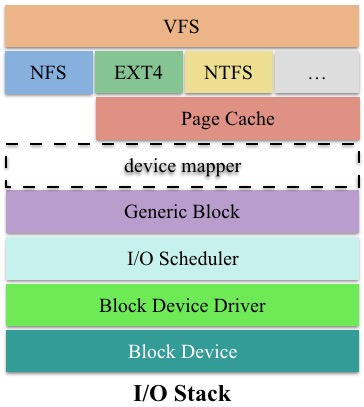 VFS
NFS EXT4 NTFS ...
Page Cache
device mapper
Generic Block
I/O Scheduler
Block Device Driver
Block Device
I/O Stack